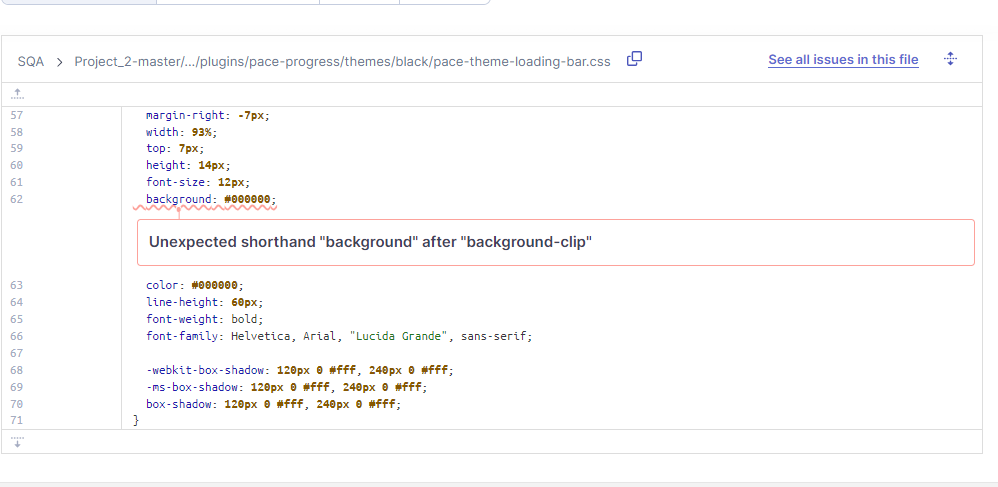 SQA > Project_2-master/.../plugins/pace-progress/themes/black/pace-theme-loading-bar.css See all issues in this file
57 margin-right: -7px;
58 width: 93%;
59 top: 7px;
60 height: 14px;
61 font-size: 12px;
62 background: #000000;
Unexpected shorthand "background" after "background-clip"
63 color: #000000;
64 line-height: 60px;
65 font-weight: bold;
66 font-family: Helvetica, Arial, "Lucida Grande", sans-serif;
67
68 -webkit-box-shadow: 120px 0 #fff, 240px 0 #fff;
69 -ms-box-shadow: 120px 0 #fff, 240px 0 #fff;
70 box-shadow: 120px 0 #fff, 240px 0 #fff;
71 }